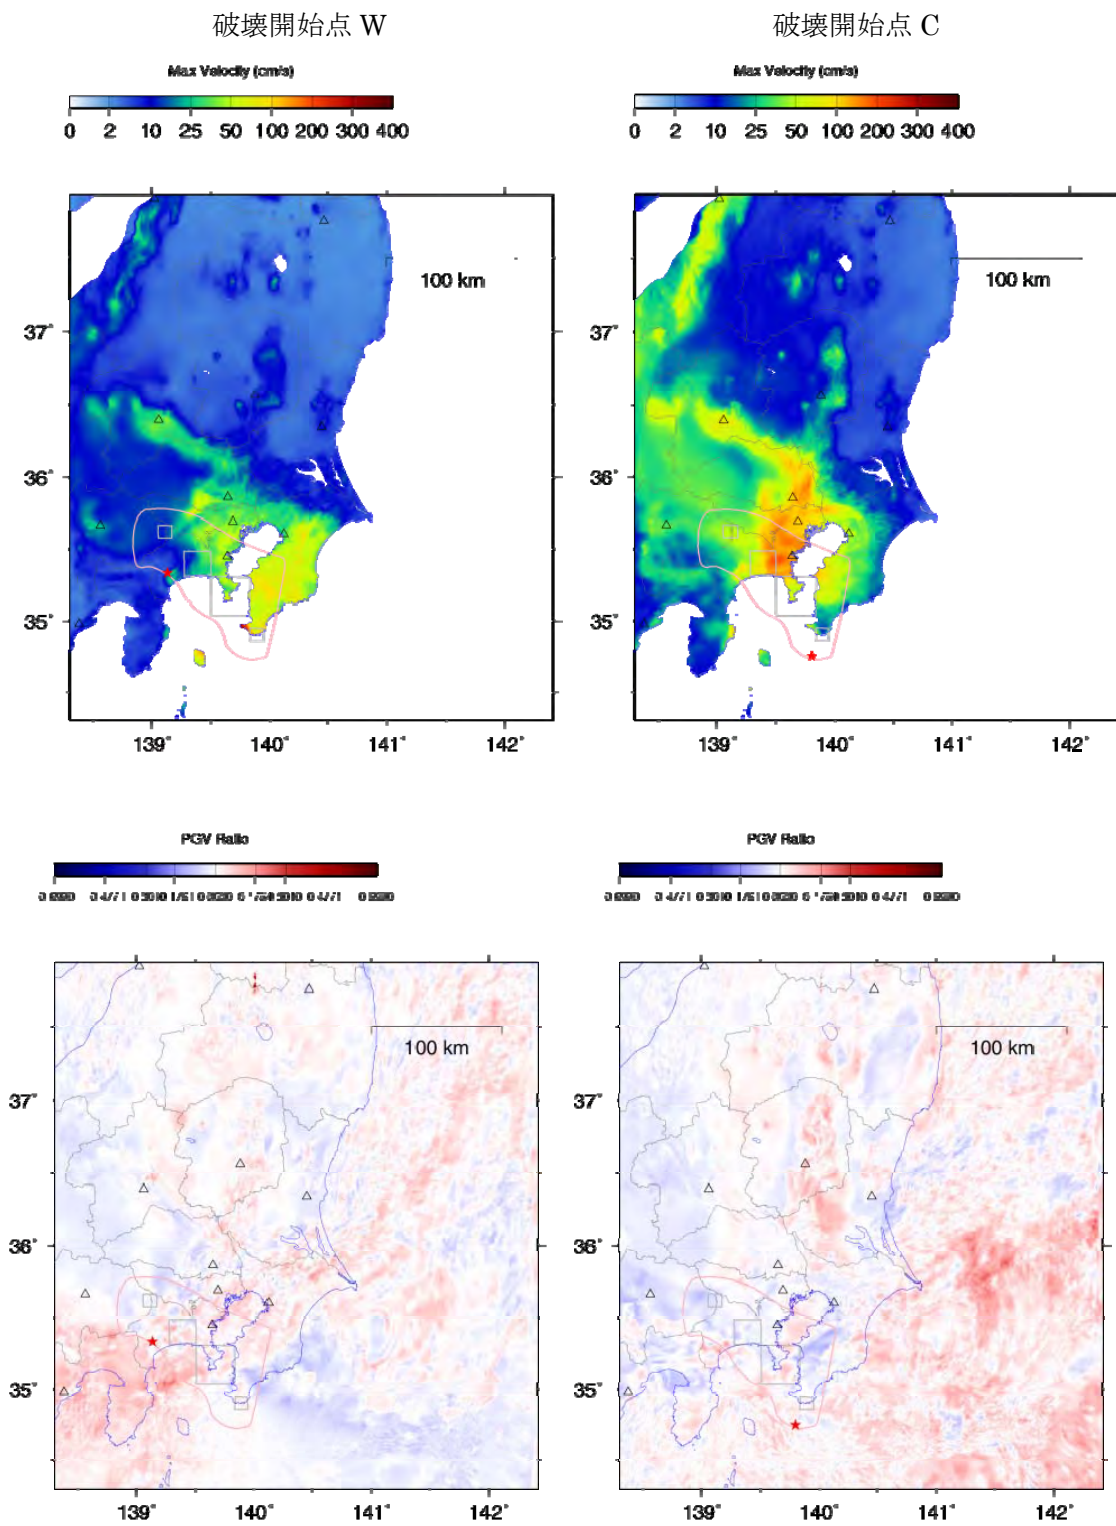 破壊開始点 W 破壊開始点 C
Max Velocity (cm/s) Max Velocity (cm/s)
0 2 10 25 50 100 200 300 400 0 2 10 25 50 100 200 300 400
100 km 100 km
37° 37°
36° 36°
35° 35°
139° 140° 141° 142° 139° 140° 141° 142°
PGV Ratio PGV Ratio
100 km 100 km
37° 37°
36° 36°
35° 35°
139° 140° 141° 142° 139° 140° 141° 142°